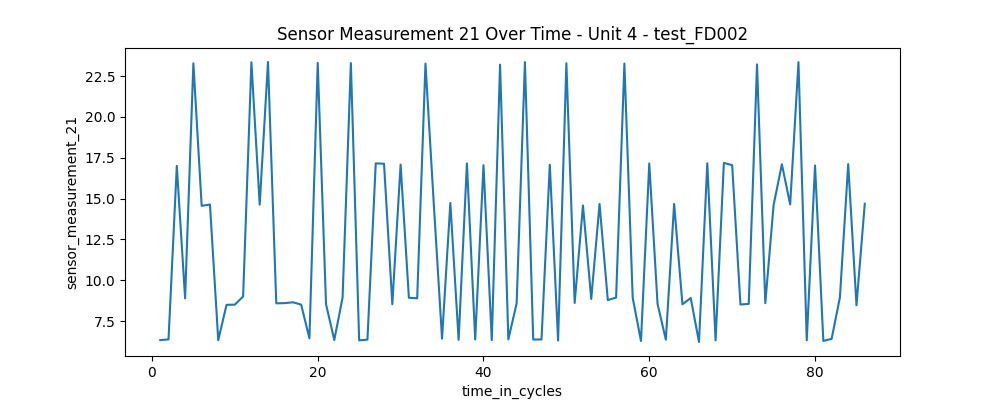 Sensor Measurement 21 Over Time - Unit 4 - test_FD002
sensor_measurement_21
22.5
20.0
17.5
15.0
12.5
10.0
7.5
0 20 40 60 80
time_in_cycles